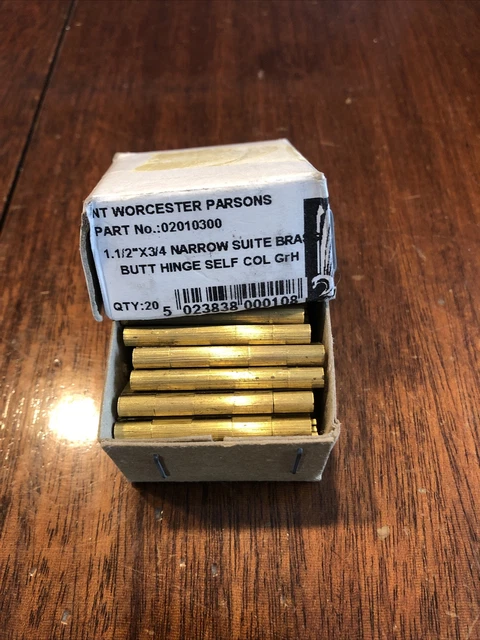 NT WORCESTER PARSONS
PART No.:02010300
1.1/2"X3/4 NARROW SUITE BRAS
BUTT HINGE SELF COL GrH
QTY:20
5 023838 000108